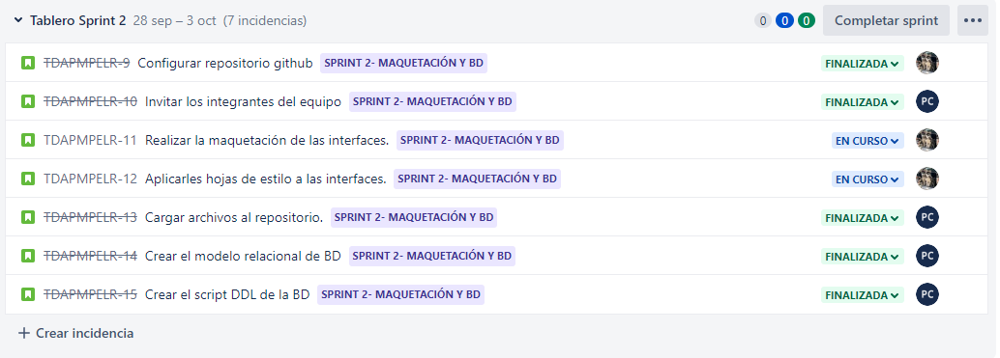 Tablero Sprint 2 28 sep – 3 oct (7 incidencias) 0 0 0 Completar sprint
TDAPMPELR-9 Configurar repositorio github SPRINT 2- MAQUETACIÓN Y BD FINALIZADA
TDAPMPELR-10 Invitar los integrantes del equipo SPRINT 2- MAQUETACIÓN Y BD FINALIZADA PC
TDAPMPELR-11 Realizar la maquetación de las interfaces. SPRINT 2- MAQUETACIÓN Y BD EN CURSO
TDAPMPELR-12 Aplicarles hojas de estilo a las interfaces. SPRINT 2- MAQUETACIÓN Y BD EN CURSO
TDAPMPELR-13 Cargar archivos al repositorio. SPRINT 2- MAQUETACIÓN Y BD FINALIZADA PC
TDAPMPELR-14 Crear el modelo relacional de BD SPRINT 2- MAQUETACIÓN Y BD FINALIZADA PC
TDAPMPELR-15 Crear el script DDL de la BD SPRINT 2- MAQUETACIÓN Y BD FINALIZADA PC
+ Crear incidencia